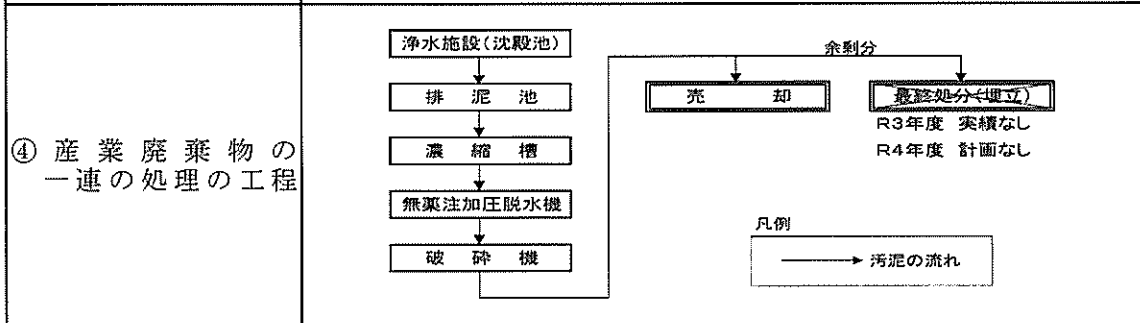 ④ 産業廃棄物の
一連の処理の工程
浄水施設(沈殿池)
排泥池
濃縮槽
無薬注加圧脱水機
破砕機
余剰分
売却
最終処分(埋立)
R3年度 実績なし
R4年度 計画なし
凡例
汚泥の流れ